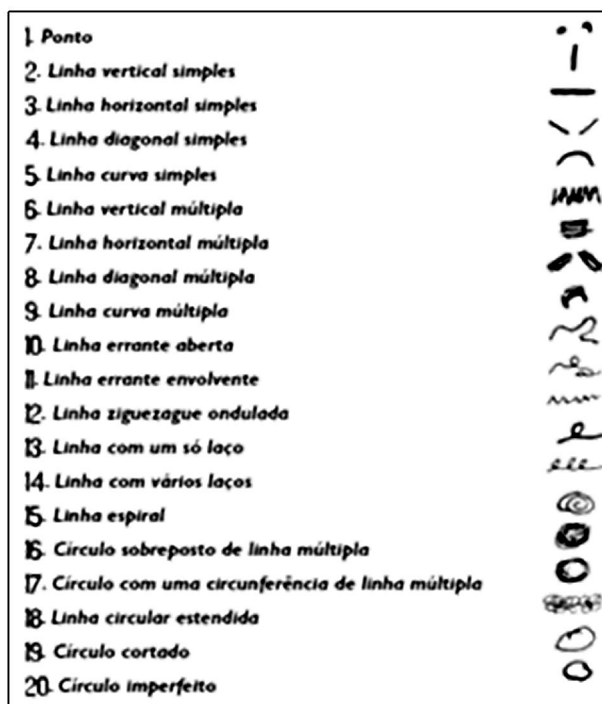 1. Ponto
2. Linha vertical simples
3. Linha horizontal simples
4. Linha diagonal simples
5. Linha curva simples
6. Linha vertical múltipla
7. Linha horizontal múltipla
8. Linha diagonal múltipla
9. Linha curva múltipla
10. Linha errante aberta
11. Linha errante envolvente
12. Linha ziguezague ondulada
13. Linha com um só laço
14. Linha com vários laços
15. Linha espiral
16. Círculo sobreposto de linha múltipla
17. Círculo com uma circunferência de linha múltipla
18. Linha circular estendida
19. Círculo cortado
20. Círculo imperfeito